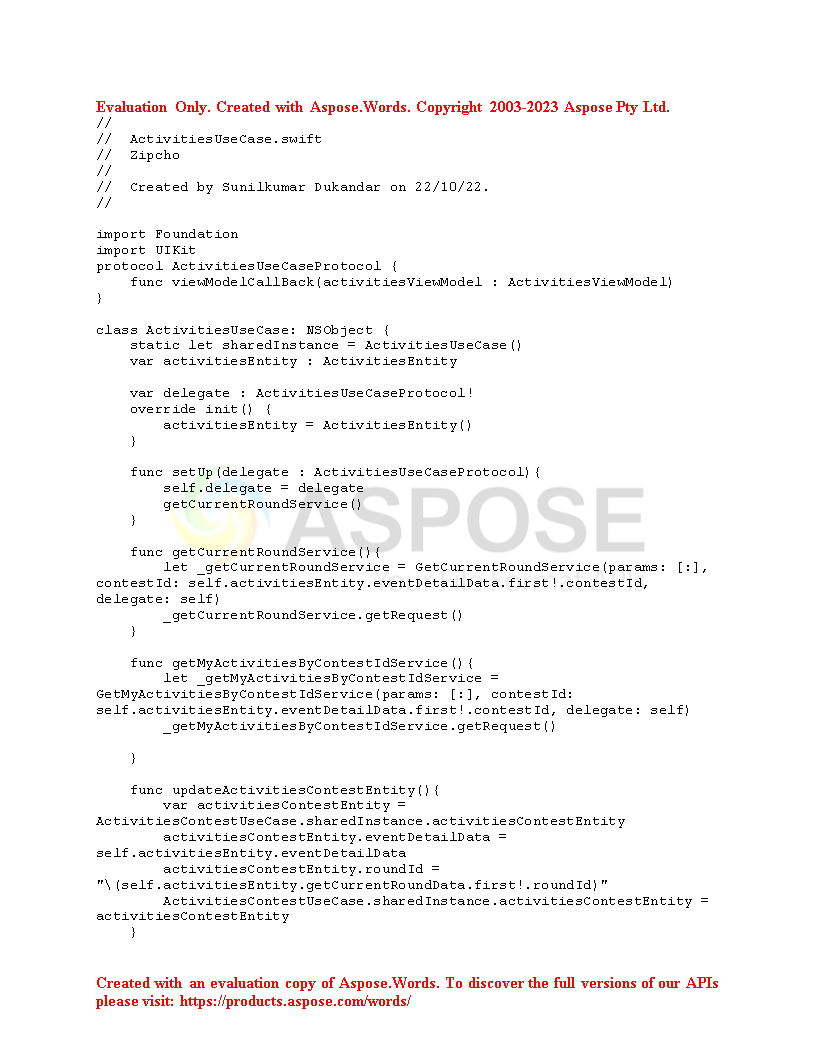 Evaluation Only. Created with Aspose.Words. Copyright 2003-2023 Aspose Pty Ltd.
//
//  ActivitiesUseCase.swift
//  Zipcho
//
//  Created by Sunilkumar Dukandar on 22/10/22.
//

import Foundation
import UIKit
protocol ActivitiesUseCaseProtocol {
    func viewModelCallBack(activitiesViewModel : ActivitiesViewModel)
}

class ActivitiesUseCase: NSObject {
    static let sharedInstance = ActivitiesUseCase()
    var activitiesEntity : ActivitiesEntity

    var delegate : ActivitiesUseCaseProtocol!
    override init() {
        activitiesEntity = ActivitiesEntity()
    }

    func setUp(delegate : ActivitiesUseCaseProtocol){
        self.delegate = delegate
        getCurrentRoundService()
    }
ASPOSE

    func getCurrentRoundService(){
        let _getCurrentRoundService = GetCurrentRoundService(params: [:],
contestId: self.activitiesEntity.eventDetailData.first!.contestId,
delegate: self)
        _getCurrentRoundService.getRequest()
    }

    func getMyActivitiesByContestIdService(){
        let _getMyActivitiesByContestIdService =
GetMyActivitiesByContestIdService(params: [:], contestId:
self.activitiesEntity.eventDetailData.first!.contestId, delegate: self)
        _getMyActivitiesByContestIdService.getRequest()

    }

    func updateActivitiesContestEntity(){
        var activitiesContestEntity =
ActivitiesContestUseCase.sharedInstance.activitiesContestEntity
        activitiesContestEntity.eventDetailData =
self.activitiesEntity.eventDetailData
        activitiesContestEntity.roundId =
"\(self.activitiesEntity.getCurrentRoundData.first!.roundId)"
        ActivitiesContestUseCase.sharedInstance.activitiesContestEntity =
activitiesContestEntity
    }

Created with an evaluation copy of Aspose.Words. To discover the full versions of our APIs
please visit: https://products.aspose.com/words/